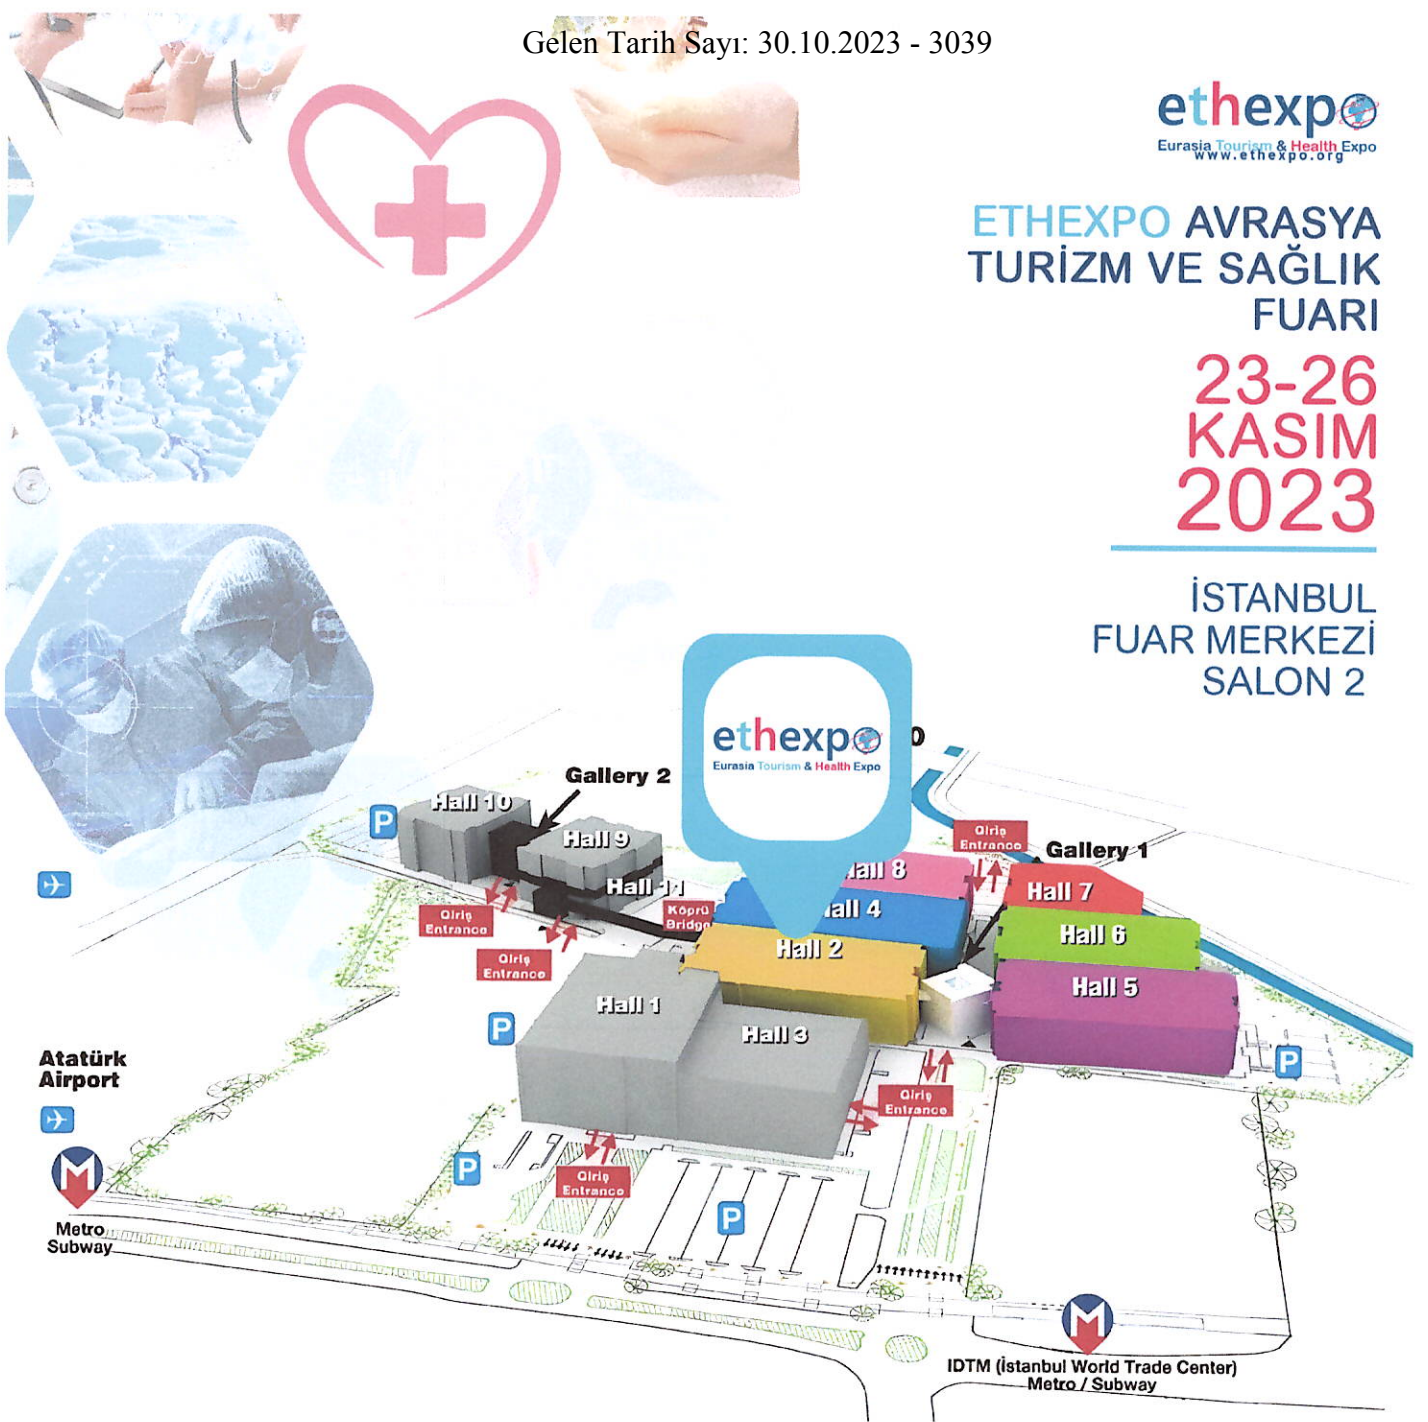 Gelen Tarih Sayı: 30.10.2023 - 3039
ethexpo
Eurasia Tourism & Health Expo
www.ethexpo.org
ETHEXPO AVRASYA
TURİZM VE SAĞLIK
FUARI
23-26
KASIM
2023
İSTANBUL
FUAR MERKEZİ
SALON 2
ethexpo
Eurasia Tourism & Health Expo
Gallery 2
Hall 10
P
Hall 9
Hall 11
Giriş
Entrance
Gallery 1
Hall 8
Hall 7
Köprü
Bridge
Hall 4
Hall 6
Giriş
Entrance
Giriş
Entrance
Hall 2
Hall 5
Hall 1
Hall 3
P
P
Atatürk
Airport
Giriş
Entrance
P
Giriş
Entrance
P
M
Metro
Subway
M
IDTM (İstanbul World Trade Center)
Metro / Subway